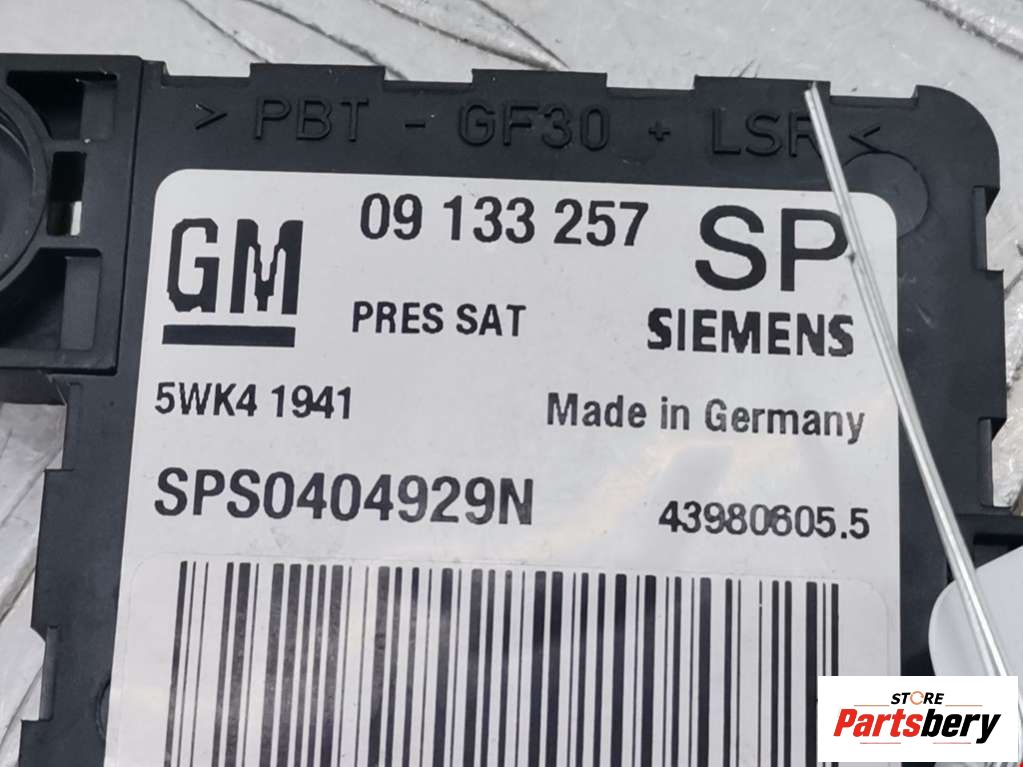 > PBT - GF30 + LSR <
GM 09 133 257 SP
PRES SAT SIEMENS
5WK4 1941 Made in Germany
SPS0404929N 43980605.5
STORE
Partsbery